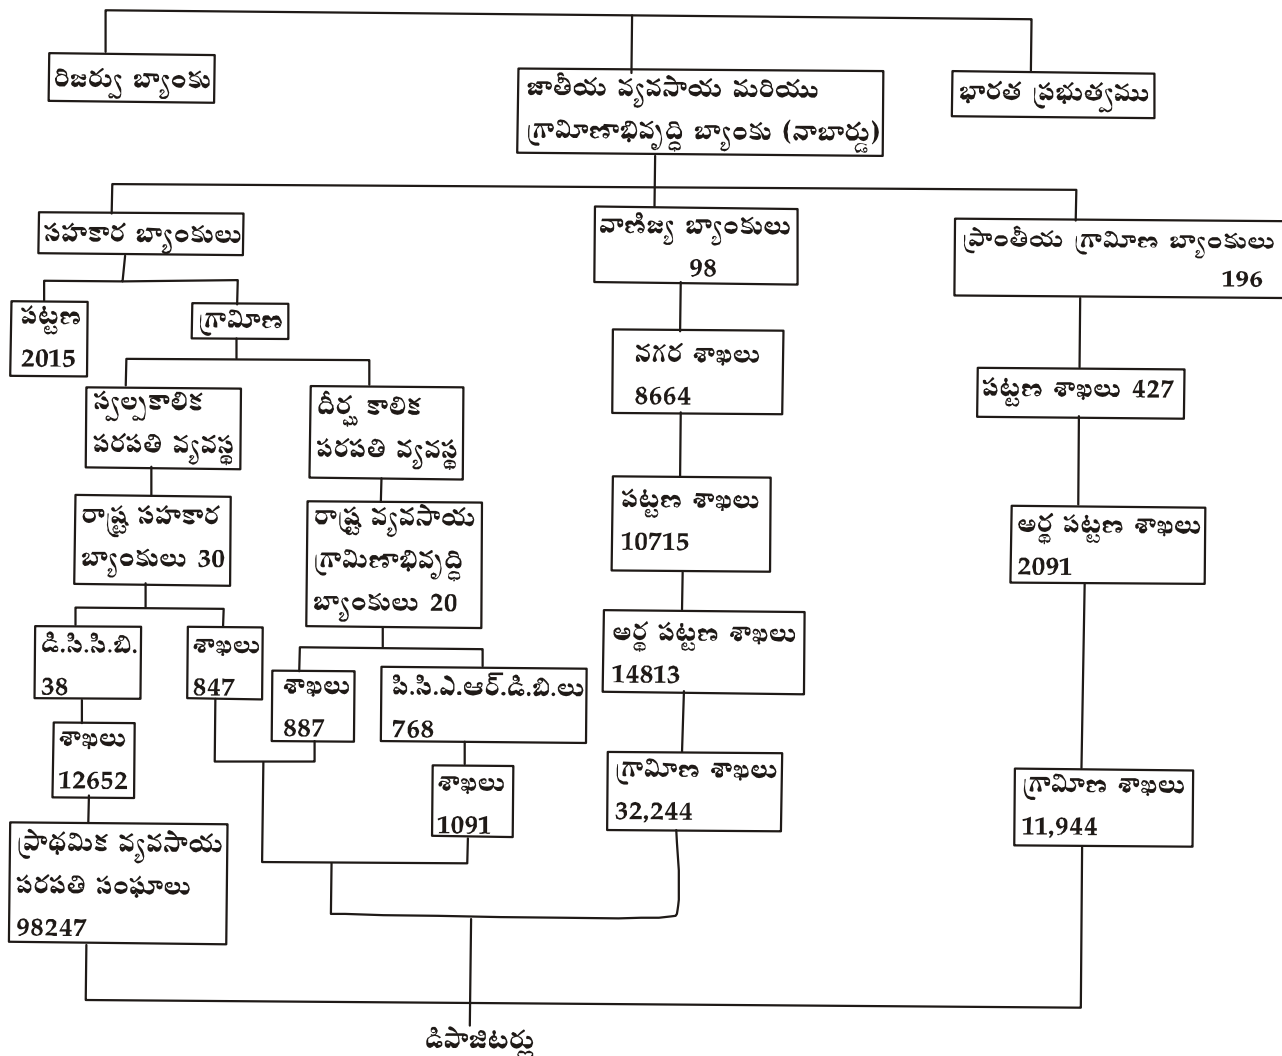 రిజర్వు బ్యాంకు
జాతీయ వ్యవసాయ మరియు
గ్రామీణాభివృద్ధి బ్యాంకు (నాబార్డు)
భారత ప్రభుత్వము
సహకార బ్యాంకులు
వాణిజ్య బ్యాంకులు
98
ప్రాంతీయ గ్రామీణ బ్యాంకులు
196
పట్టణ
2015
గ్రామీణ
నగర శాఖలు
8664
పట్టణ శాఖలు 427
స్వల్పకాలిక
పరపతి వ్యవస్థ
దీర్ఘ కాలిక
పరపతి వ్యవస్థ
రాష్ట్ర సహకార
బ్యాంకులు 30
రాష్ట్ర వ్యవసాయ
గ్రామిణాభివృద్ధి
బ్యాంకులు 20
పట్టణ శాఖలు
10715
అర్థ పట్టణ శాఖలు
2091
డి.సి.సి.బి.
38
శాఖలు
847
శాఖలు
887
పి.సి.ఎ.ఆర్.డి.బి.లు
768
అర్థ పట్టణ శాఖలు
14813
శాఖలు
12652
శాఖలు
1091
గ్రామీణ శాఖలు
32,244
గ్రామీణ శాఖలు
11,944
ప్రాథమిక వ్యవసాయ
పరపతి సంఘాలు
98247
డిపాజిటర్లు